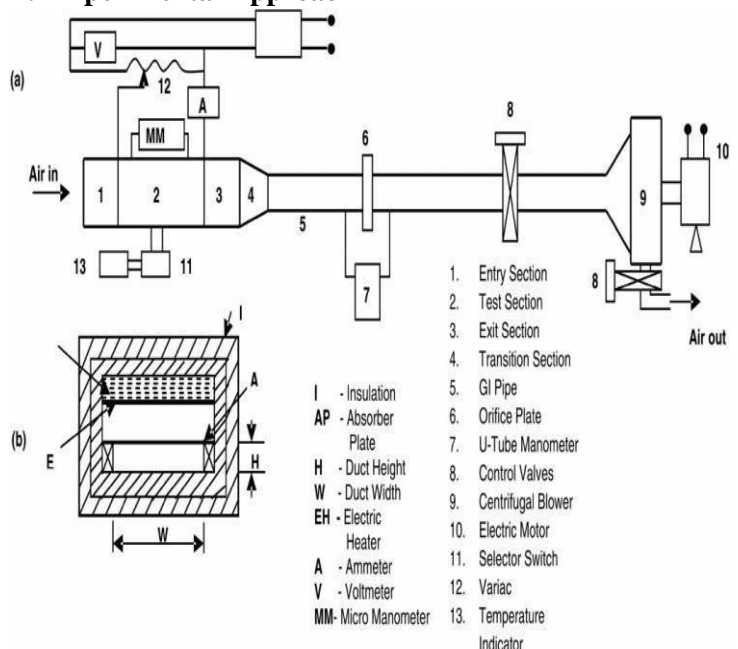 (a)
V
12
A
MM
Air in
1
2
3
4
5
6
7
8
9
10
8
Air out
13
11
(b)
I
A
E
H
W
I - Insulation
AP - Absorber
Plate
H - Duct Height
W - Duct Width
EH - Electric
Heater
A - Ammeter
V - Voltmeter
MM- Micro Manometer
1. Entry Section
2. Test Section
3. Exit Section
4. Transition Section
5. GI Pipe
6. Orifice Plate
7. U-Tube Manometer
8. Control Valves
9. Centrifugal Blower
10. Electric Motor
11. Selector Switch
12. Variac
13. Temperature
Indicator